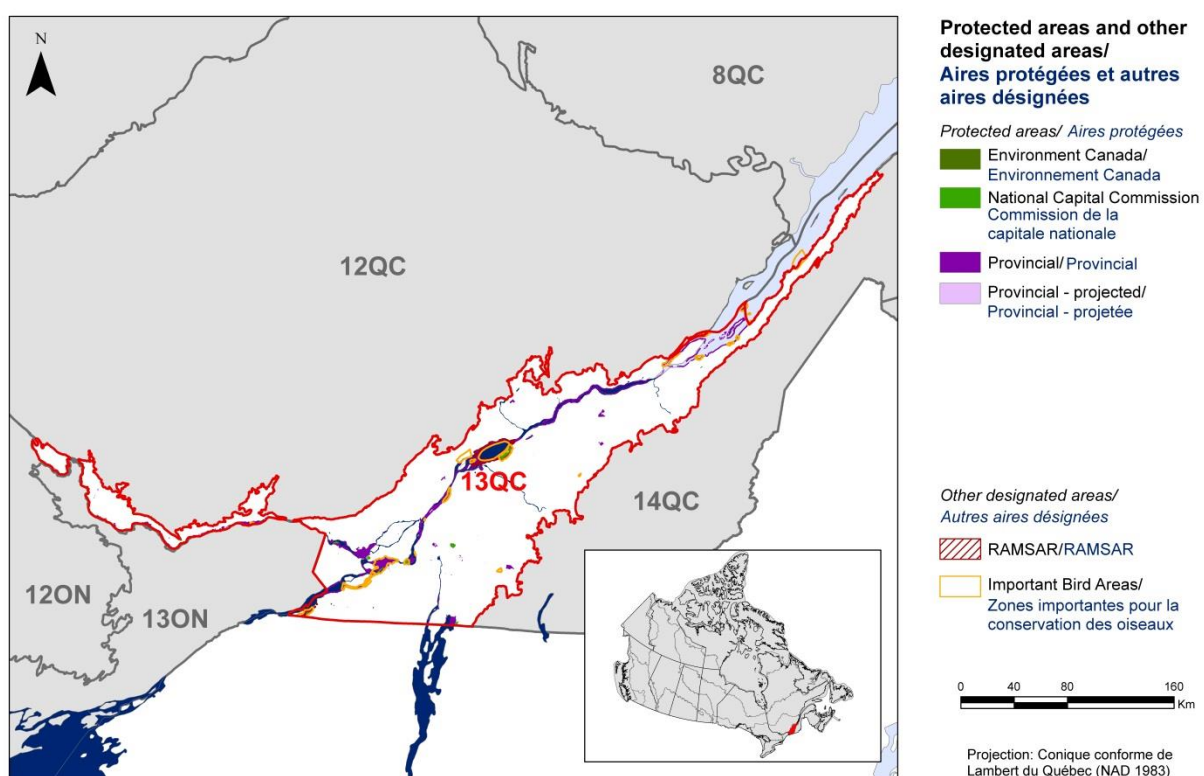 N
8QC
12QC
13QC
14QC
12ON
13ON
Protected areas and other
designated areas/
Aires protégées et autres
aires désignées
Protected areas/ Aires protégées
Environment Canada/
Environnement Canada
National Capital Commission
Commission de la
capitale nationale
Provincial/ Provincial
Provincial - projected/
Provincial - projetée
Other designated areas/
Autres aires désignées
RAMSAR/RAMSAR
Important Bird Areas/
Zones importantes pour la
conservation des oiseaux
0 40 80 160
Km
Projection: Conique conforme de
Lambert du Québec (NAD 1983)